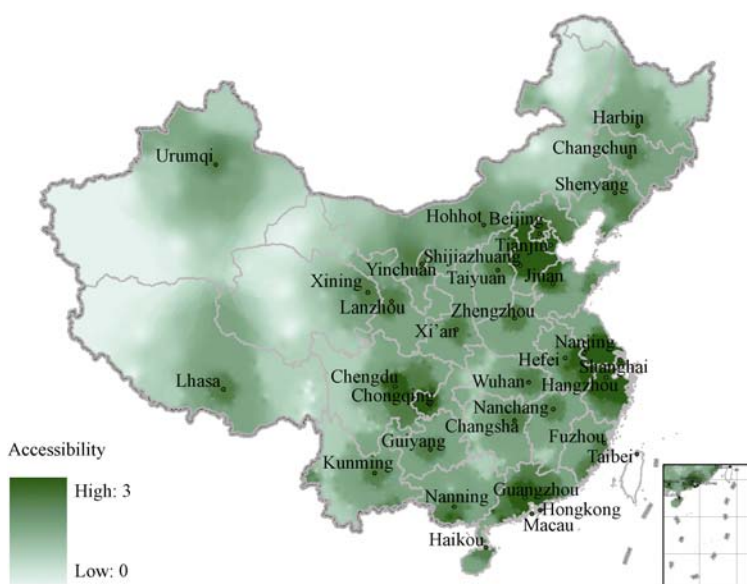 Harbin
Changchun
Urumqi
Shenyang
Hohhot Beijing
Tianjin
Shijiazhuang
Yinchuan
Taiyuan
Jinan
Xining
Lanzhou
Zhengzhou
Xi'an
Nanjing
Hefei
Shanghai
Lhasa
Chengdu
Wuhan
Hangzhou
Chongqing
Nanchang
Changsha
Guiyang
Fuzhou
Taibei
Kunming
Nanning
Guangzhou
Hongkong
Macau
Haikou
Accessibility
High: 3
Low: 0